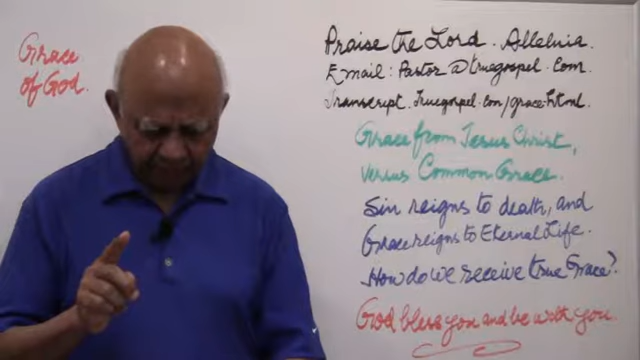 Grace
of God.
Praise the Lord. Alleluia.
Email: Pastor@truegospel.com.
Transcript. Truegospel.com/grace.html.
Grace from Jesus Christ,
versus Common Grace.
Sin reigns to death, and
Grace reigns to Eternal Life.
How do we receive true Grace?
God bless you and be with you